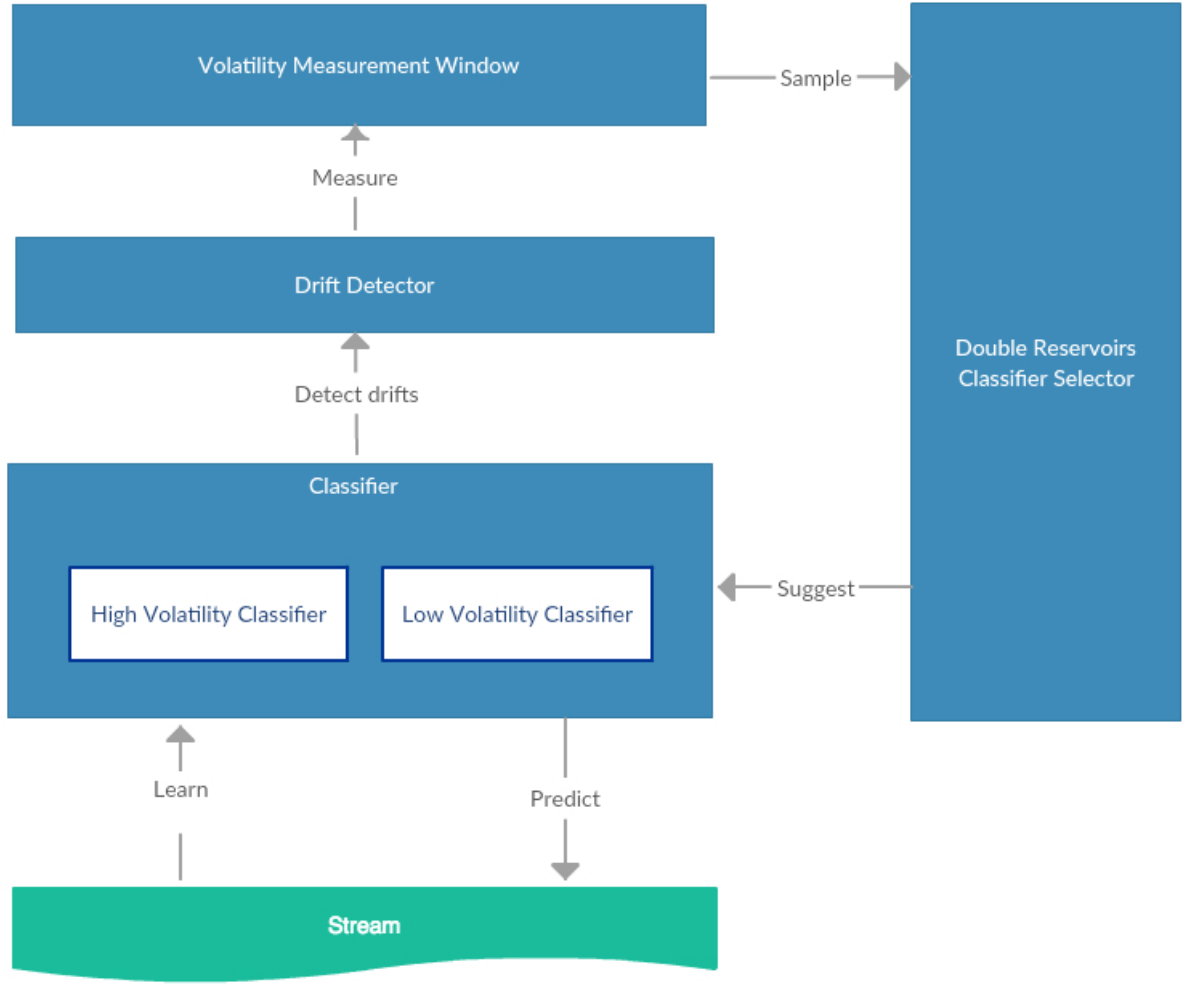 Volatility Measurement Window
Sample
Measure
Drift Detector
Double Reservoirs
Classifier Selector
Detect drifts
Classifier
High Volatility Classifier
Low Volatility Classifier
Suggest
Learn
Predict
Stream